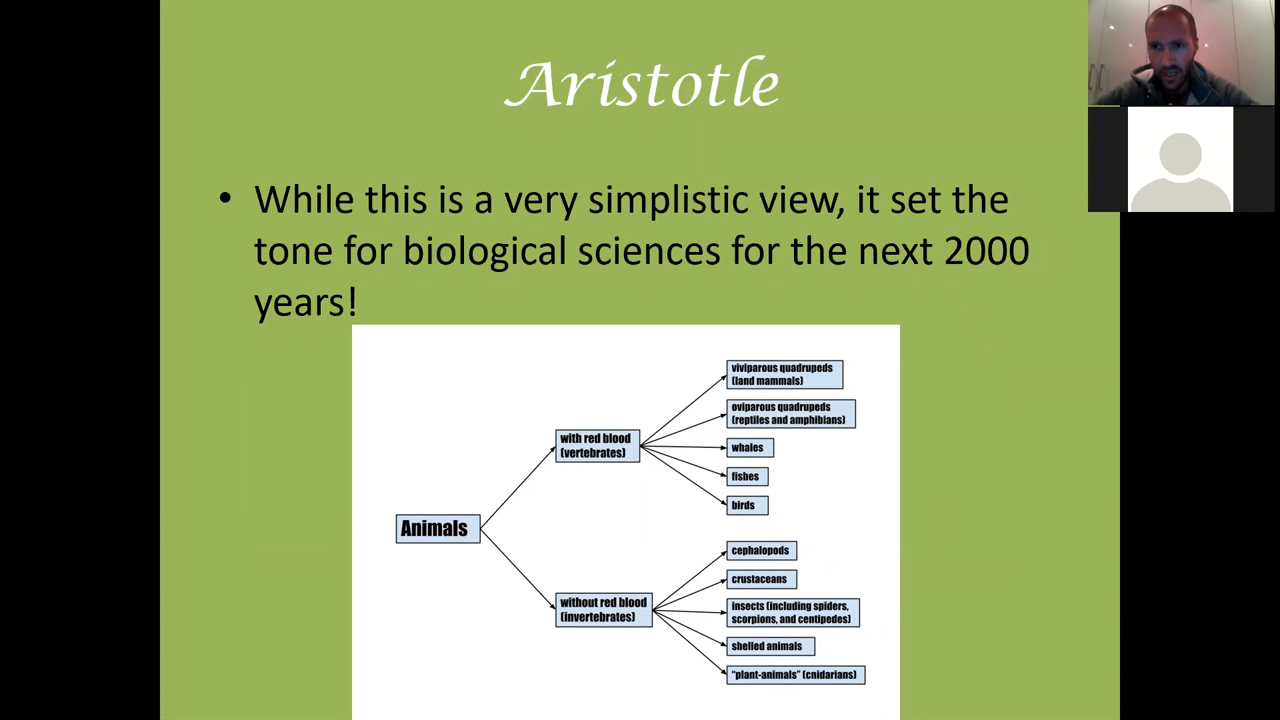 Aristotle
• While this is a very simplistic view, it set the
tone for biological sciences for the next 2000
years!
viviparous quadrupeds
(land mammals)
oviparous quadrupeds
(reptiles and amphibians)
with red blood
(vertebrates)
whales
fishes
birds
Animals
cephalopods
crustaceans
without red blood
(invertebrates)
insects (including spiders,
scorpions, and centipedes)
shelled animals
"plant-animals" (cnidarians)